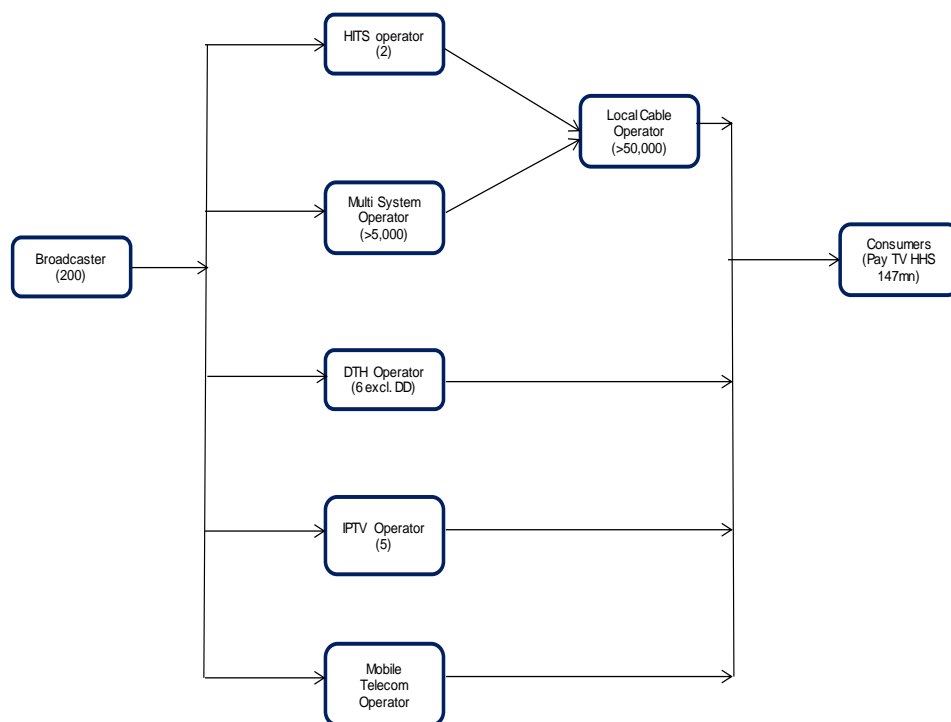 HITS operator
(2)
Local Cable
Operator
(>50,000)
Multi System
Operator
(>5,000)
Broadcaster
(200)
Consumers
(Pay TV HHS
147mn)
DTH Operator
(6 excl. DD)
IPTV Operator
(5)
Mobile
Telecom
Operator